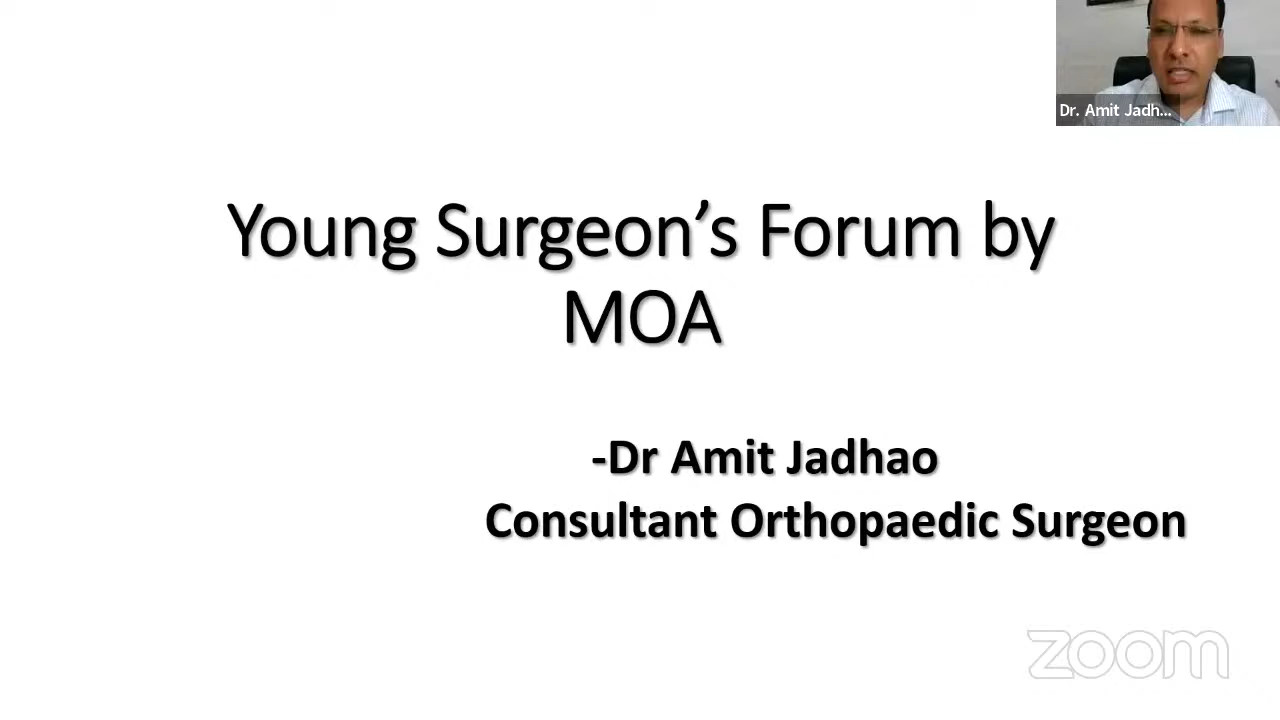 Dr. Amit Jadh...
Young Surgeon’s Forum by
MOA
-Dr Amit Jadhao
Consultant Orthopaedic Surgeon
zoom